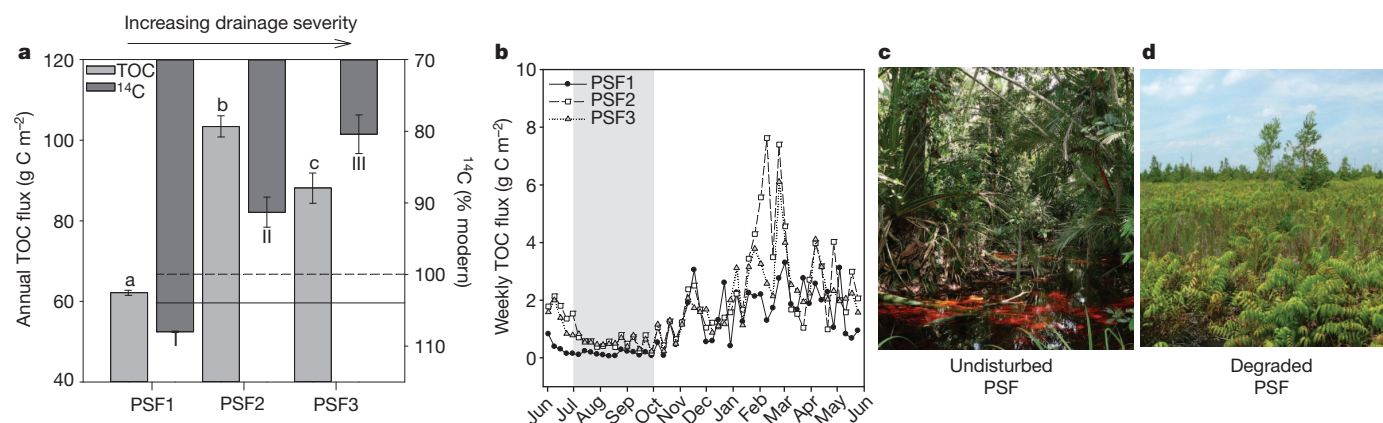 Increasing drainage severity
a
120
100
80
60
40
Annual TOC flux (g C m⁻²)
TOC
¹⁴C
a
b
c
I
II
III
70
80
90
100
110
¹⁴C (% modern)
PSF1
PSF2
PSF3
b
10
8
6
4
2
0
Weekly TOC flux (g C m⁻²)
PSF1
PSF2
PSF3
Jun
Jul
Aug
Sep
Oct
Nov
Dec
Jan
Feb
Mar
Apr
May
Jun
c
Undisturbed
PSF
d
Degraded
PSF